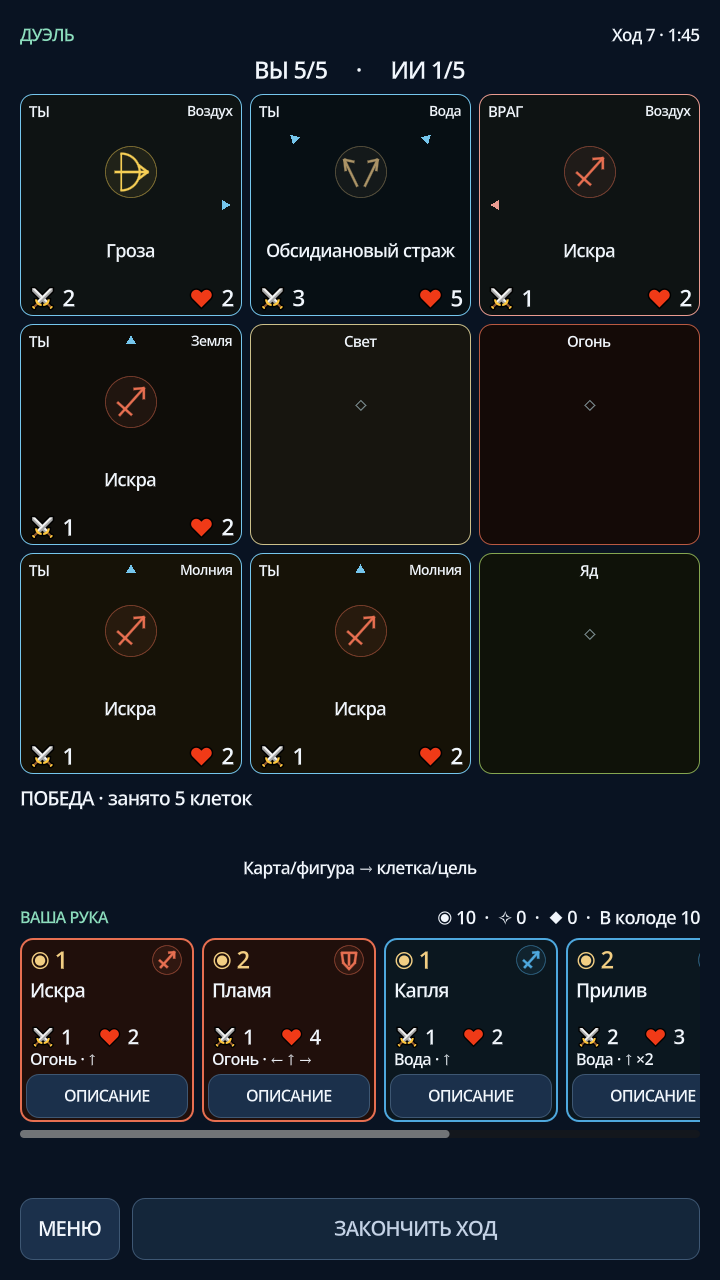 ДУЭЛЬ
Ход 7 · 1:45
ВЫ 5/5 · ИИ 1/5
ТЫ Воздух
Гроза
2 2
ТЫ Вода
Обсидиановый страж
3 5
ВРАГ Воздух
Искра
1 2
ТЫ Земля
Искра
1 2
Свет
Огонь
ТЫ Молния
Искра
1 2
ТЫ Молния
Искра
1 2
Яд
ПОБЕДА · занято 5 клеток
Карта/фигура → клетка/цель
ВАША РУКА
◉ 10 · ✧ 0 · ◆ 0 · В колоде 10
◉ 1
Искра
1 2
Огонь · ↑
ОПИСАНИЕ
◉ 2
Пламя
1 4
Огонь · ← ↑ →
ОПИСАНИЕ
◉ 1
Капля
1 2
Вода · ↑
ОПИСАНИЕ
◉ 2
Прилив
2 3
Вода · ↑ ×2
ОПИСАНИЕ
МЕНЮ
ЗАКОНЧИТЬ ХОД